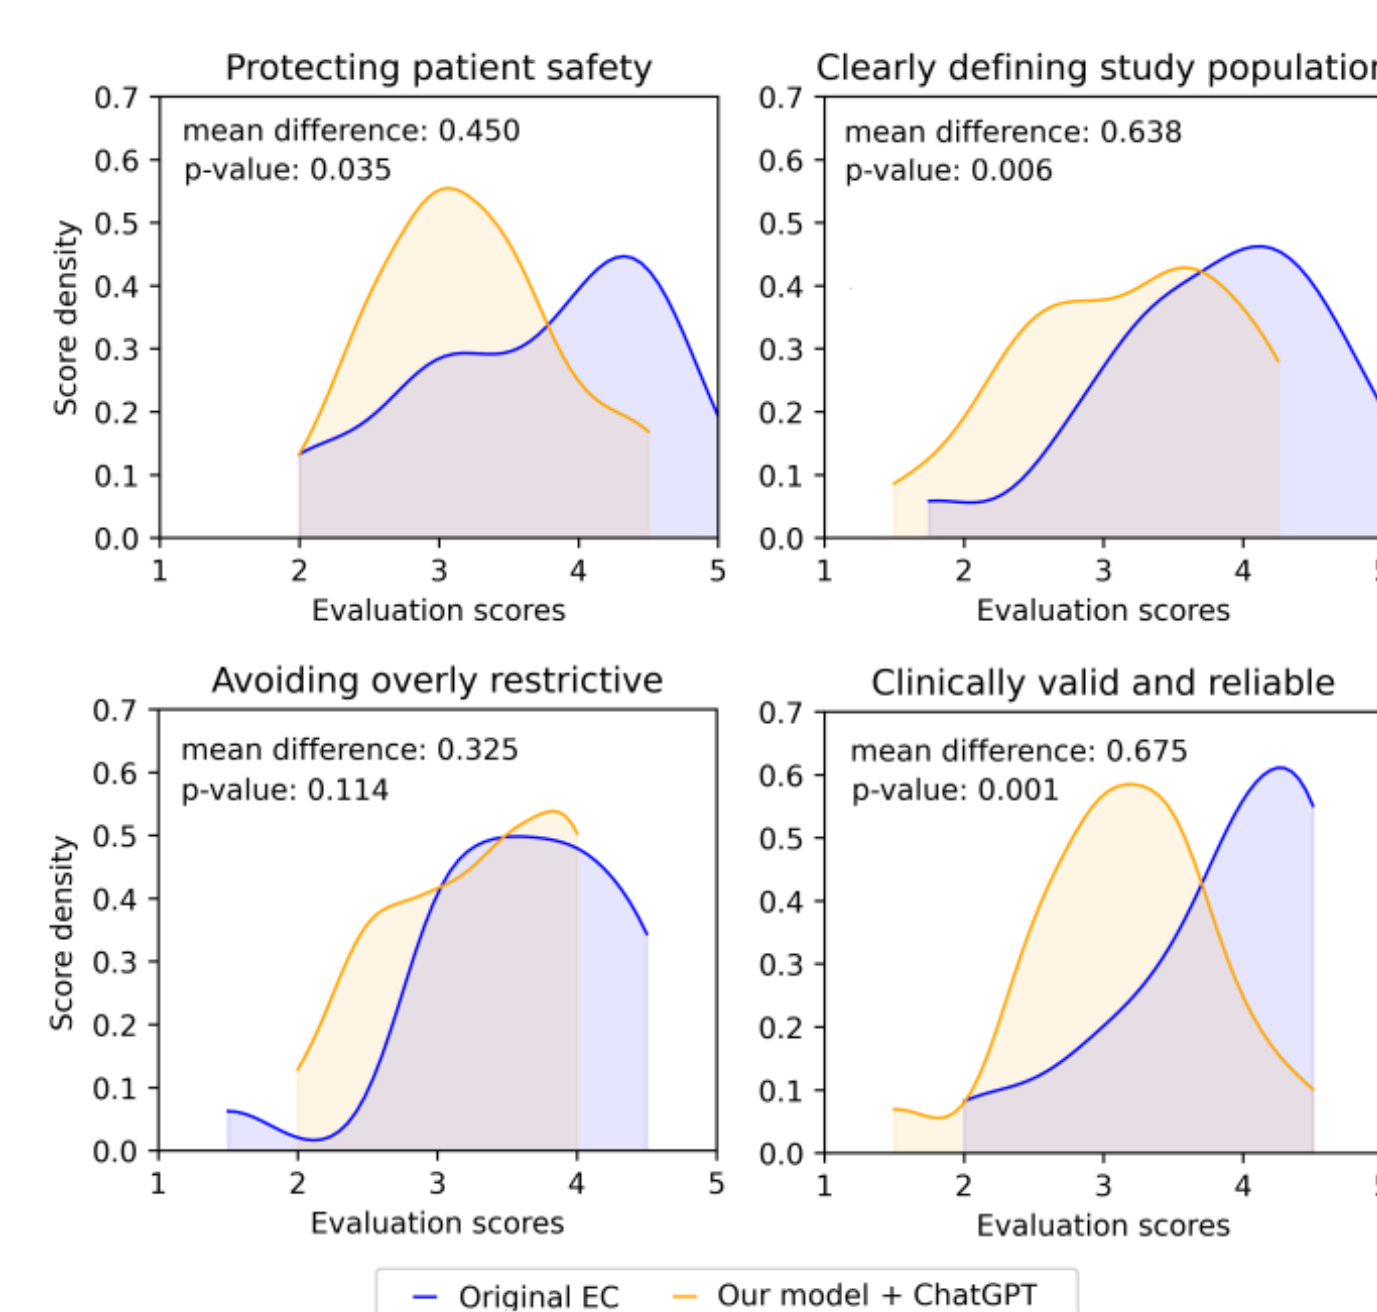 Protecting patient safety
mean difference: 0.450
p-value: 0.035
0.7
0.6
0.5
0.4
0.3
0.2
0.1
0.0
Score density
1 2 3 4 5
Evaluation scores
Clearly defining study population
mean difference: 0.638
p-value: 0.006
0.7
0.6
0.5
0.4
0.3
0.2
0.1
0.0
1 2 3 4 5
Evaluation scores
Avoiding overly restrictive
mean difference: 0.325
p-value: 0.114
0.7
0.6
0.5
0.4
0.3
0.2
0.1
0.0
Score density
1 2 3 4 5
Evaluation scores
Clinically valid and reliable
mean difference: 0.675
p-value: 0.001
0.7
0.6
0.5
0.4
0.3
0.2
0.1
0.0
1 2 3 4 5
Evaluation scores
Original EC Our model + ChatGPT